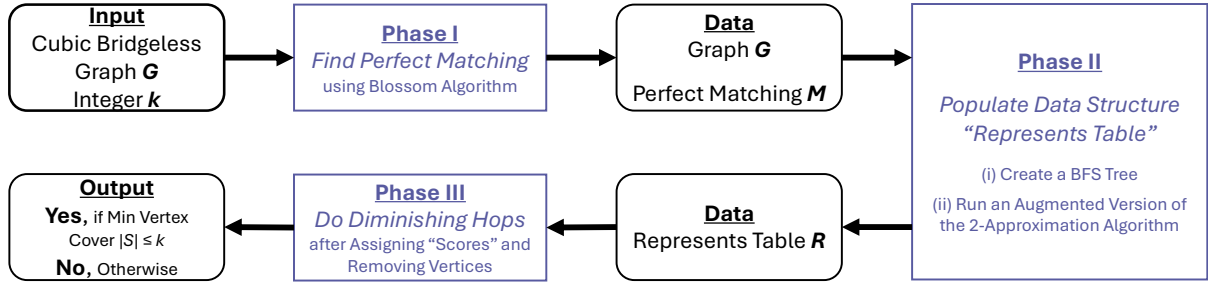 Input
Cubic Bridgeless
Graph G
Integer k
Phase I
Find Perfect Matching
using Blossom Algorithm
Data
Graph G
Perfect Matching M
Phase II
Populate Data Structure
“Represents Table”
(i) Create a BFS Tree
(ii) Run an Augmented Version of
the 2-Approximation Algorithm
Data
Represents Table R
Phase III
Do Diminishing Hops
after Assigning “Scores” and
Removing Vertices
Output
Yes, if Min Vertex
Cover |S| ≤ k
No, Otherwise